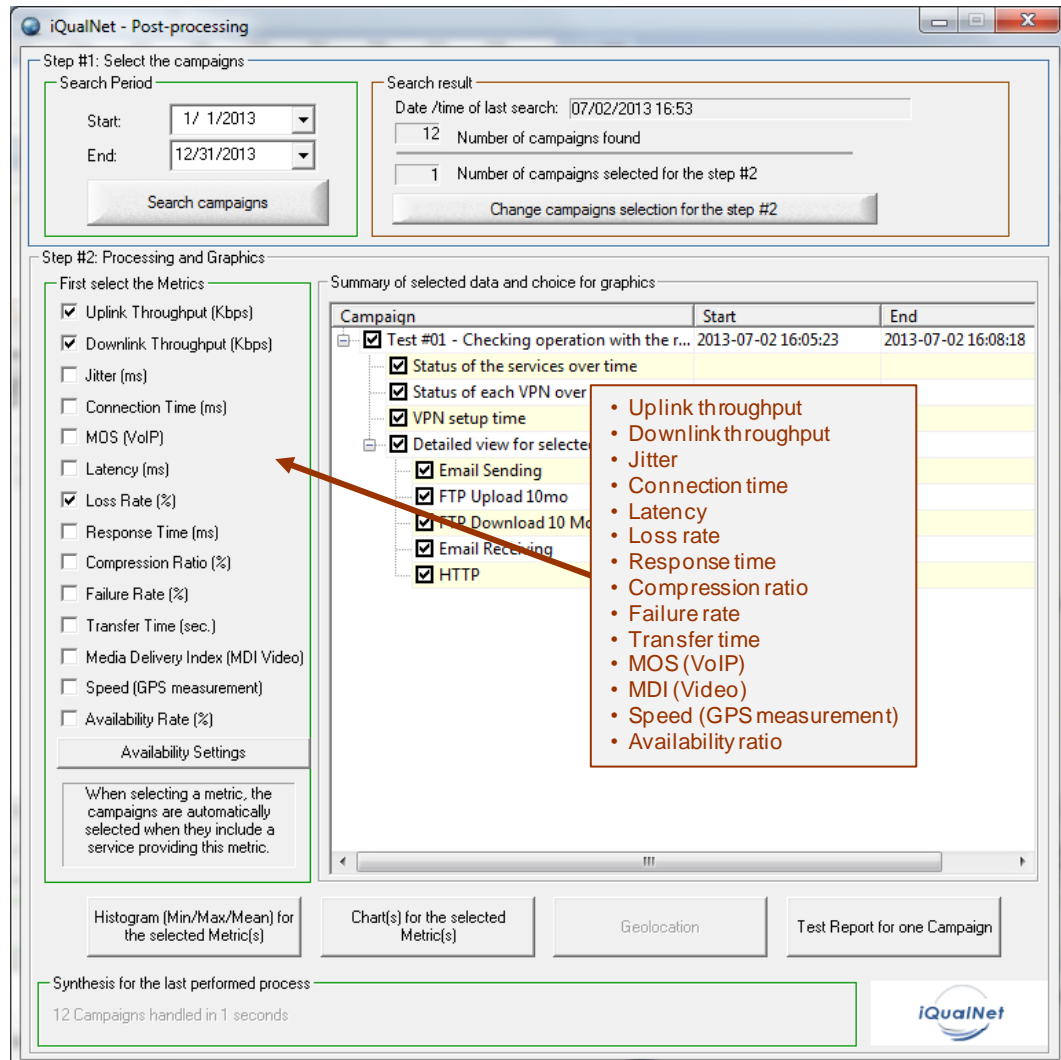 iQualNet - Post-processing
Step #1: Select the campaigns
Search Period
Start:
1/ 1/2013
End:
12/31/2013
Search campaigns
Search result
Date /time of last search:
07/02/2013 16:53
12
Number of campaigns found
1
Number of campaigns selected for the step #2
Change campaigns selection for the step #2
Step #2: Processing and Graphics
First select the Metrics
Uplink Throughput (Kbps)
Downlink Throughput (Kbps)
Jitter (ms)
Connection Time (ms)
MOS (VoIP)
Latency (ms)
Loss Rate (%)
Response Time (ms)
Compression Ratio (%)
Failure Rate (%)
Transfer Time (sec.)
Media Delivery Index (MDI Video)
Speed (GPS measurement)
Availability Rate (%)
Availability Settings
When selecting a metric, the
campaigns are automatically
selected when they include a
service providing this metric.
Summary of selected data and choice for graphics
Campaign Start End
Test #01 - Checking operation with the r... 2013-07-02 16:05:23 2013-07-02 16:08:18
Status of the services over time
Status of each VPN over
VPN setup time
Detailed view for selecte
Email Sending
FTP Upload 10mo
FTP Download 10 Mo
Email Receiving
HTTP
• Uplink throughput
• Downlink throughput
• Jitter
• Connection time
• Latency
• Loss rate
• Response time
• Compression ratio
• Failure rate
• Transfer time
• MOS (VoIP)
• MDI (Video)
• Speed (GPS measurement)
• Availability ratio
Histogram (Min/Max/Mean) for
the selected Metric(s)
Chart(s) for the selected
Metric(s)
Geolocation
Test Report for one Campaign
Synthesis for the last performed process
12 Campaigns handled in 1 seconds
iQualNet